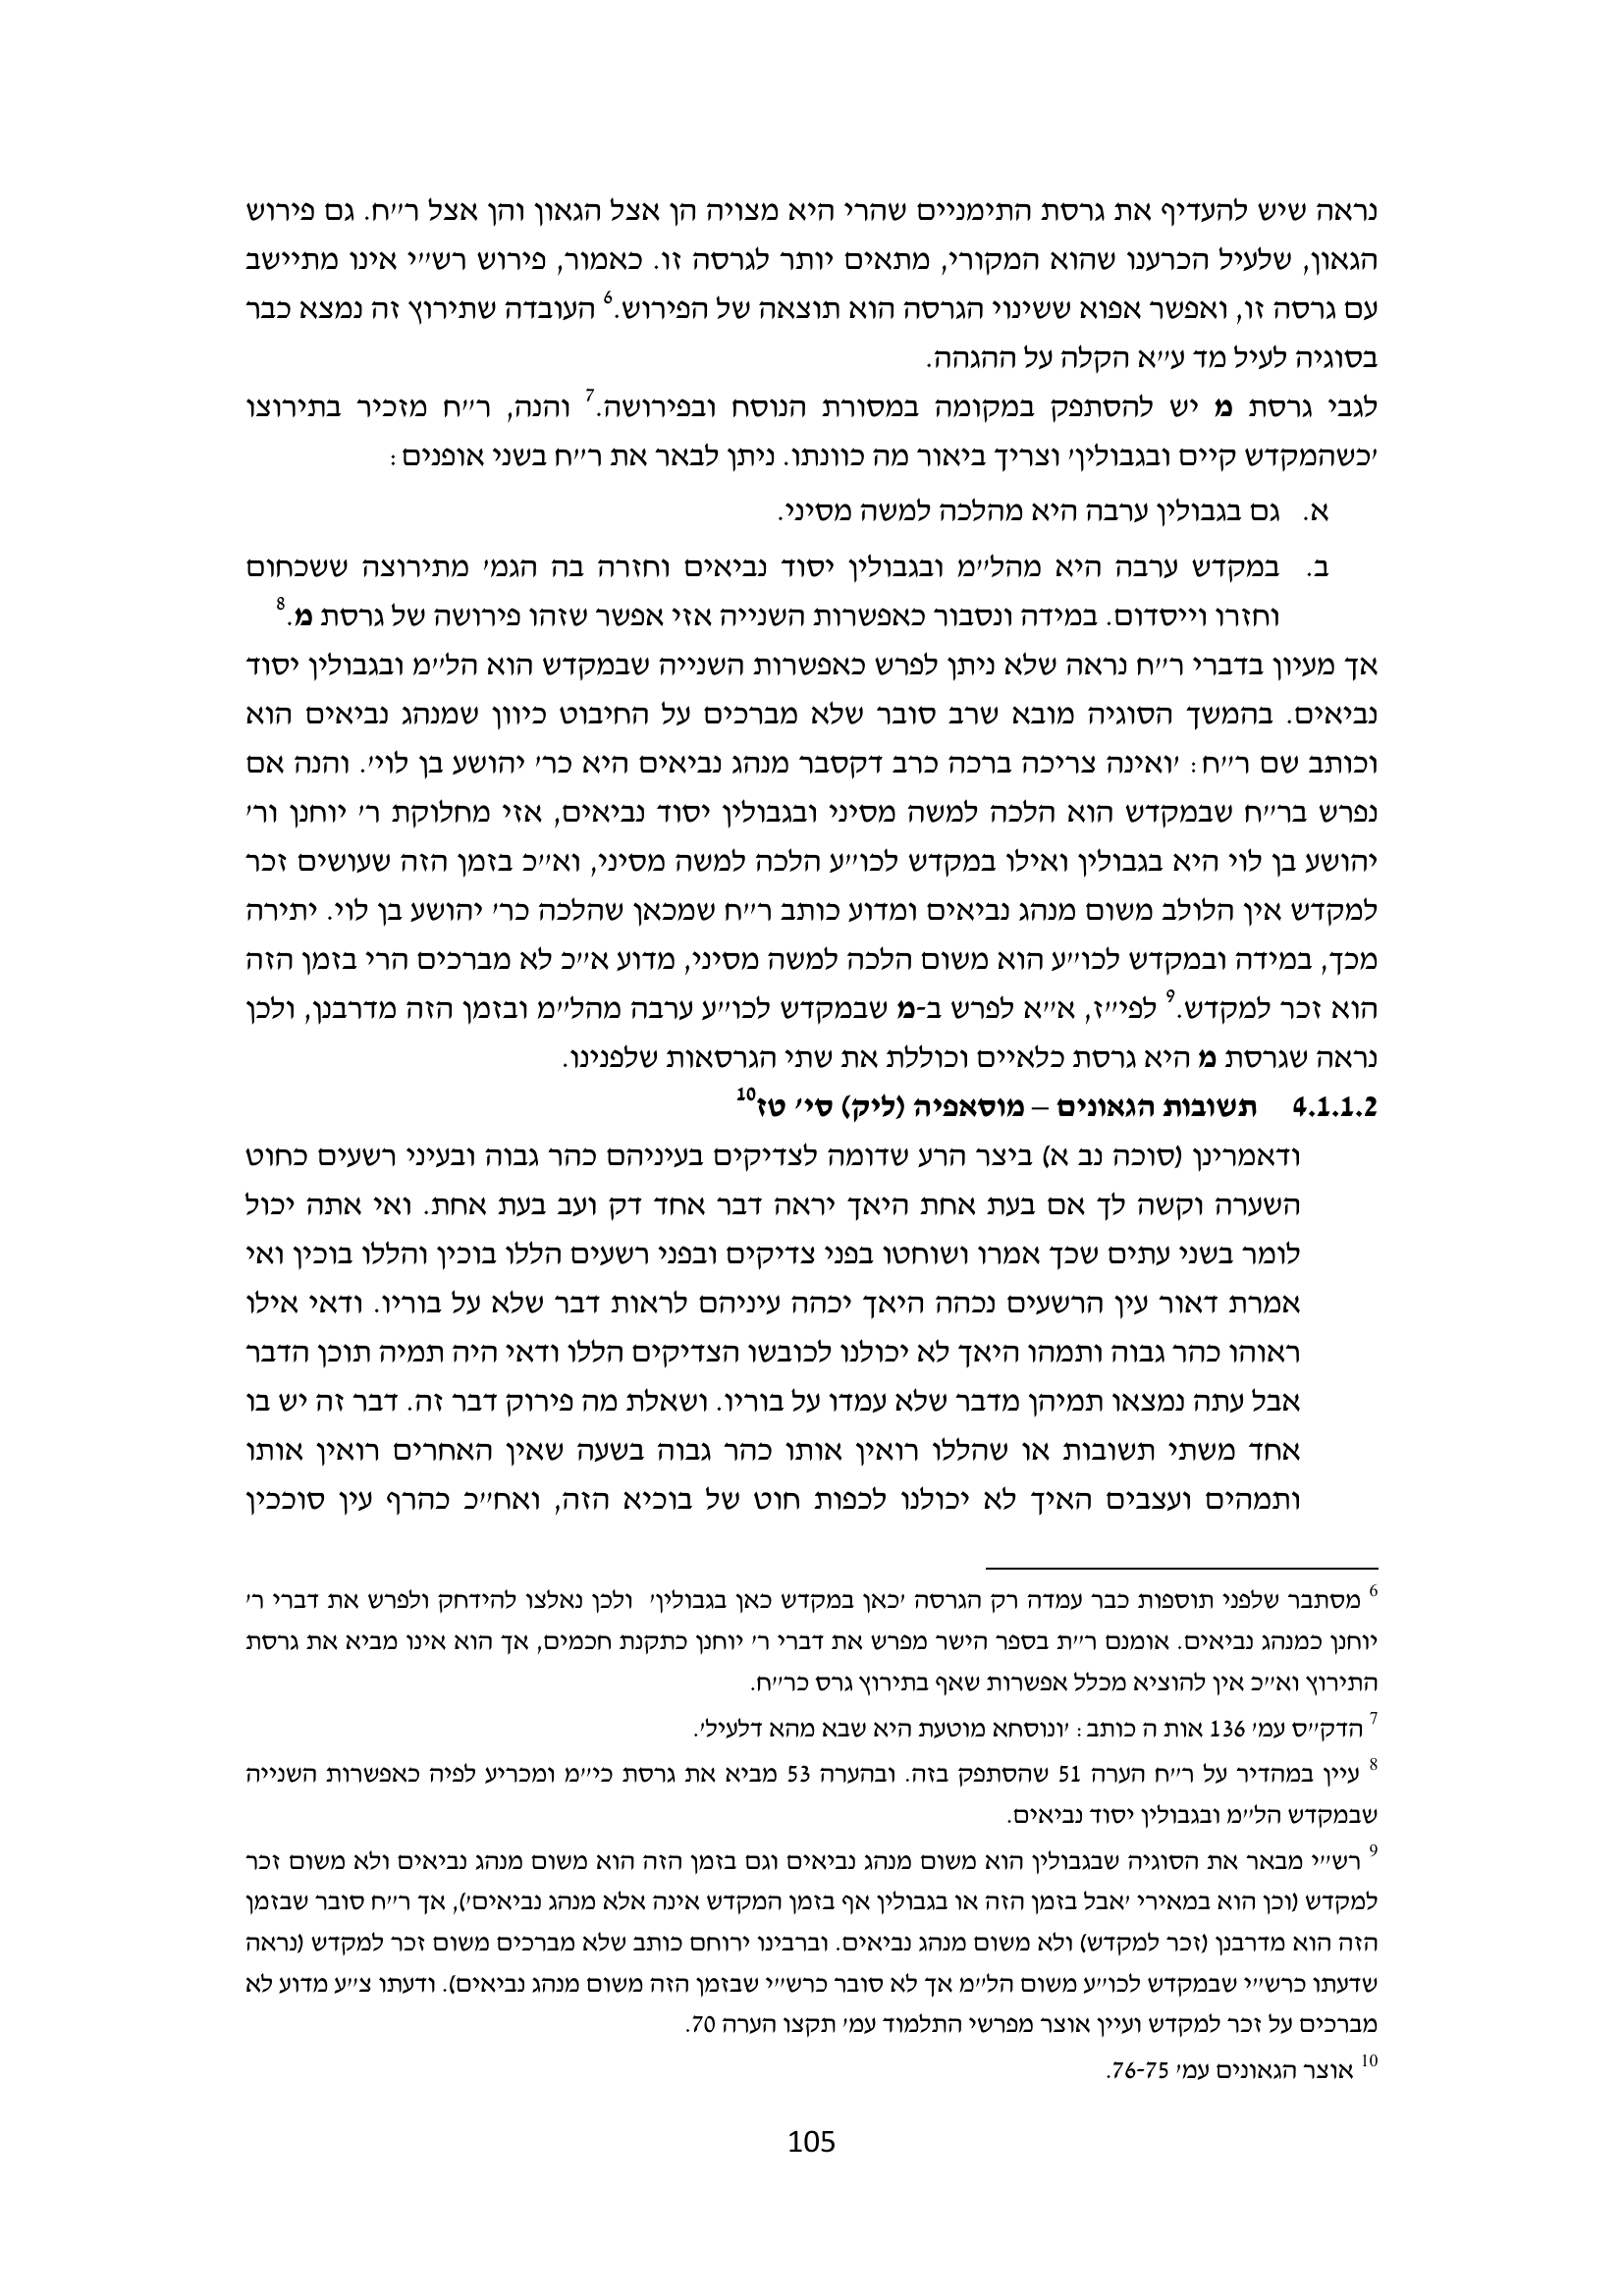 נראה שיש להעדיף את גרסת התימניים שהרי היא מצויה הן אצל הגאון והן אצל ר״ח. גם פירוש
הגאון, שלעיל הכרענו שהוא המקורי, מתאים יותר לגרסה זו. כאמור, פירוש רש״י אינו מתיישב
עם גרסה זו, ואפשר אפוא ששינוי הגרסה הוא תוצאה של הפירוש.6 העובדה שתירוץ זה נמצא כבר
בסוגיה לעיל מד ע״א הקלה על ההגהה.
לגבי גרסת מ יש להסתפק במקומה במסורת הנוסח ובפירושה.7 והנה, ר״ח מזכיר בתירוצו
׳כשהמקדש קיים ובגבולין׳ וצריך ביאור מה כוונתו. ניתן לבאר את ר״ח בשני אופנים:
א. גם בגבולין ערבה היא מהלכה למשה מסיני.
ב. במקדש ערבה היא מהל״מ ובגבולין יסוד נביאים וחזרה בה הגמ׳ מתירוצה ששכחום
וחזרו וייסדום. במידה ונסבור כאפשרות השנייה אזי אפשר שזהו פירושה של גרסת מ.8
אך מעיון בדברי ר״ח נראה שלא ניתן לפרש כאפשרות השנייה שבמקדש הוא הל״מ ובגבולין יסוד
נביאים. בהמשך הסוגיה מובא שרב סובר שלא מברכים על החיבוט כיוון שמנהג נביאים הוא
וכותב שם ר״ח: ׳ואינה צריכה ברכה כרב דקסבר מנהג נביאים היא כר׳ יהושע בן לוי׳. והנה אם
נפרש בר״ח שבמקדש הוא הלכה למשה מסיני ובגבולין יסוד נביאים, אזי מחלוקת ר׳ יוחנן ור׳
יהושע בן לוי היא בגבולין ואילו במקדש לכו״ע הלכה למשה מסיני, וא״כ בזמן הזה שעושים זכר
למקדש אין הלולב משום מנהג נביאים ומדוע כותב ר״ח שמכאן שהלכה כר׳ יהושע בן לוי. יתירה
מכך, במידה ובמקדש לכו״ע הוא משום הלכה למשה מסיני, מדוע א״כ לא מברכים הרי בזמן הזה
הוא זכר למקדש.9 לפי״ז, א״א לפרש ב-מ שבמקדש לכו״ע ערבה מהל״מ ובזמן הזה מדרבנן, ולכן
נראה שגרסת מ היא גרסת כלאיים וכוללת את שתי הגרסאות שלפנינו.
4.1.1.2 תשובות הגאונים – מוסאפיה (ליק) סי׳ טז10
ודאמרינן (סוכה נב א) ביצר הרע שדומה לצדיקים בעיניהם כהר גבוה ובעיני רשעים כחוט
השערה וקשה לך אם בעת אחת היאך יראה דבר אחד דק ועב בעת אחת. ואי אתה יכול
לומר בשני עתים שכך אמרו ושוחטו בפני צדיקים ובפני רשעים הללו בוכין והללו בוכין ואי
אמרת דאור עין הרשעים נכהה היאך יכהה עיניהם לראות דבר שלא על בוריו. ודאי אילו
ראוהו כהר גבוה ותמהו היאך לא יכולנו לכובשו הצדיקים הללו ודאי היה תמיה תוכן הדבר
אבל עתה נמצאו תמיהן מדבר שלא עמדו על בוריו. ושאלת מה פירוק דבר זה. דבר זה יש בו
אחד משתי תשובות או שהללו רואין אותו כהר גבוה בשעה שאין האחרים רואין אותו
ותמהים ועצבים האיך לא יכולנו לכפות חוט של בוכיא הזה, ואח״כ כהרף עין סוככין
6 מסתבר שלפני תוספות כבר עמדה רק הגרסה ׳כאן במקדש כאן בגבולין׳ ולכן נאלצו להידחק ולפרש את דברי ר׳
יוחנן כמנהג נביאים. אומנם ר״ת בספר הישר מפרש את דברי ר׳ יוחנן כתקנת חכמים, אך הוא אינו מביא את גרסת
התירוץ וא״כ אין להוציא מכלל אפשרות שאף בתירוץ גרס כר״ח.
7 הדק״ס עמ׳ 136 אות ה כותב: ׳ונוסחא מוטעת היא שבא מהא דלעיל׳.
8 עיין במהדיר על ר״ח הערה 51 שהסתפק בזה. ובהערה 53 מביא את גרסת כי״מ ומכריע לפיה כאפשרות השנייה
שבמקדש הל״מ ובגבולין יסוד נביאים.
9 רש״י מבאר את הסוגיה שבגבולין הוא משום מנהג נביאים וגם בזמן הזה הוא משום מנהג נביאים ולא משום זכר
למקדש (וכן הוא במאירי ׳אבל בזמן הזה או בגבולין אף בזמן המקדש אינה אלא מנהג נביאים׳), אך ר״ח סובר שבזמן
הזה הוא מדרבנן (זכר למקדש) ולא משום מנהג נביאים. וברבינו ירוחם כותב שלא מברכים משום זכר למקדש (נראה
שדעתו כרש״י שבמקדש לכו״ע משום הל״מ אך לא סובר כרש״י שבזמן הזה משום מנהג נביאים). ודעתו צ״ע מדוע לא
מברכים על זכר למקדש ועיין אוצר מפרשי התלמוד עמ׳ תקצו הערה 70.
10 אוצר הגאונים עמ׳ 76-75.
105